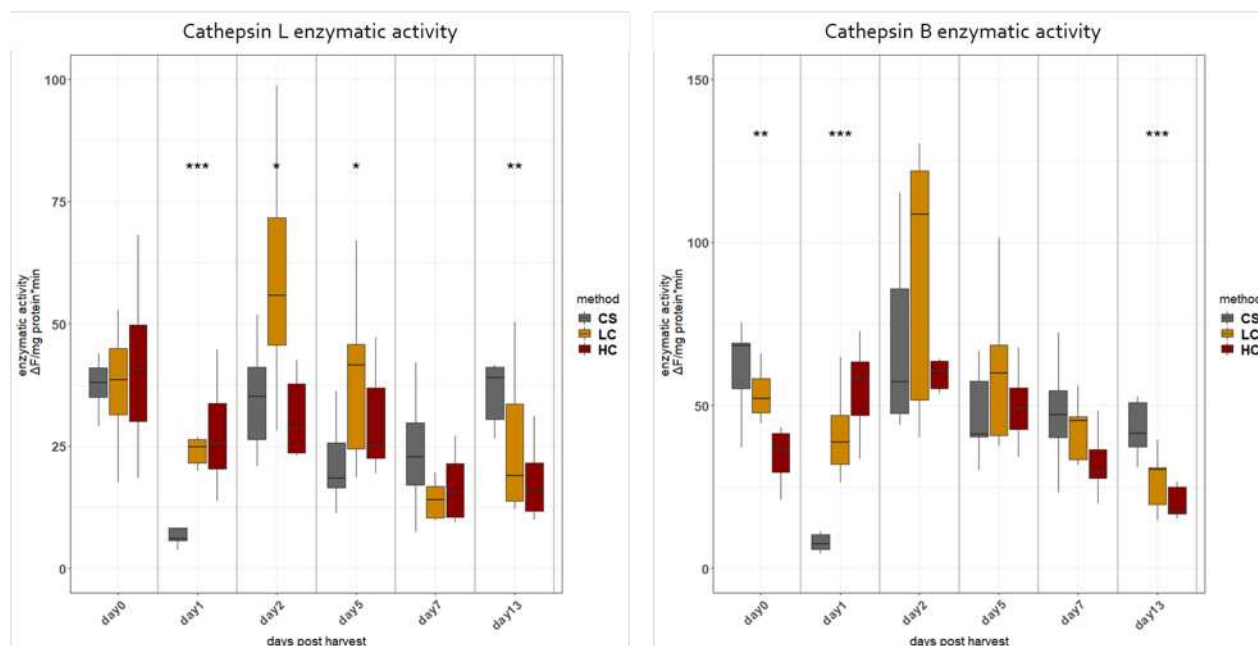 Cathepsin L enzymatic activity
100
75
50
25
0
enzymatic activity
ΔF/mg protein*min
***
*
*
**
day0
day1
day2
day5
day7
day13
days post harvest
method
CS
LC
HC
Cathepsin B enzymatic activity
150
100
50
0
enzymatic activity
ΔF/mg protein*min
**
***
***
day0
day1
day2
day5
day7
day13
days post harvest
method
CS
LC
HC